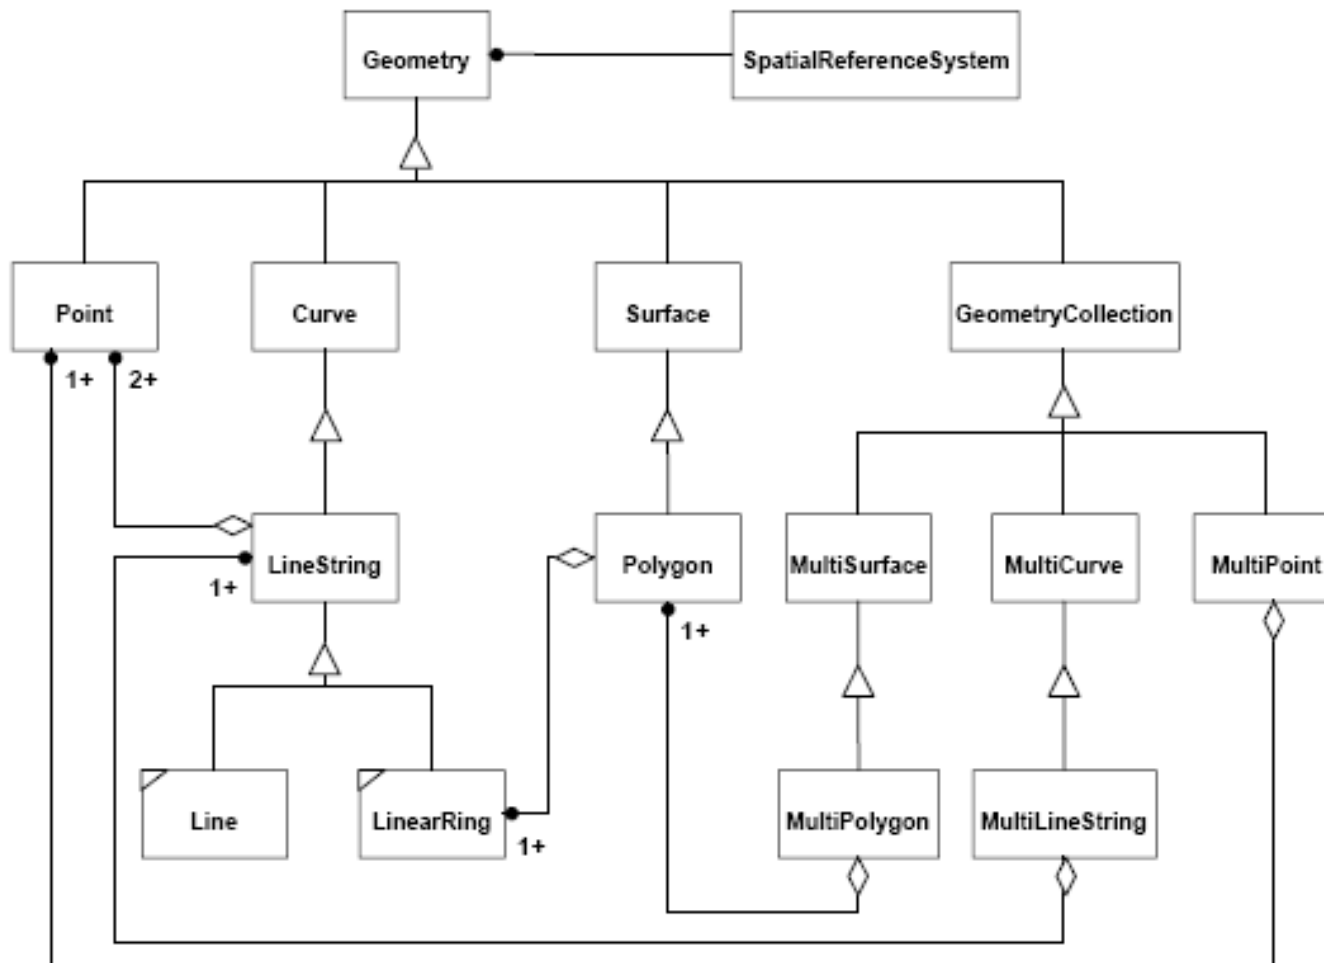 Geometry
SpatialReferenceSystem
Point
Curve
Surface
GeometryCollection
1+
2+
LineString
Polygon
MultiSurface
MultiCurve
MultiPoint
1+
1+
Line
LinearRing
MultiPolygon
MultiLineString
1+